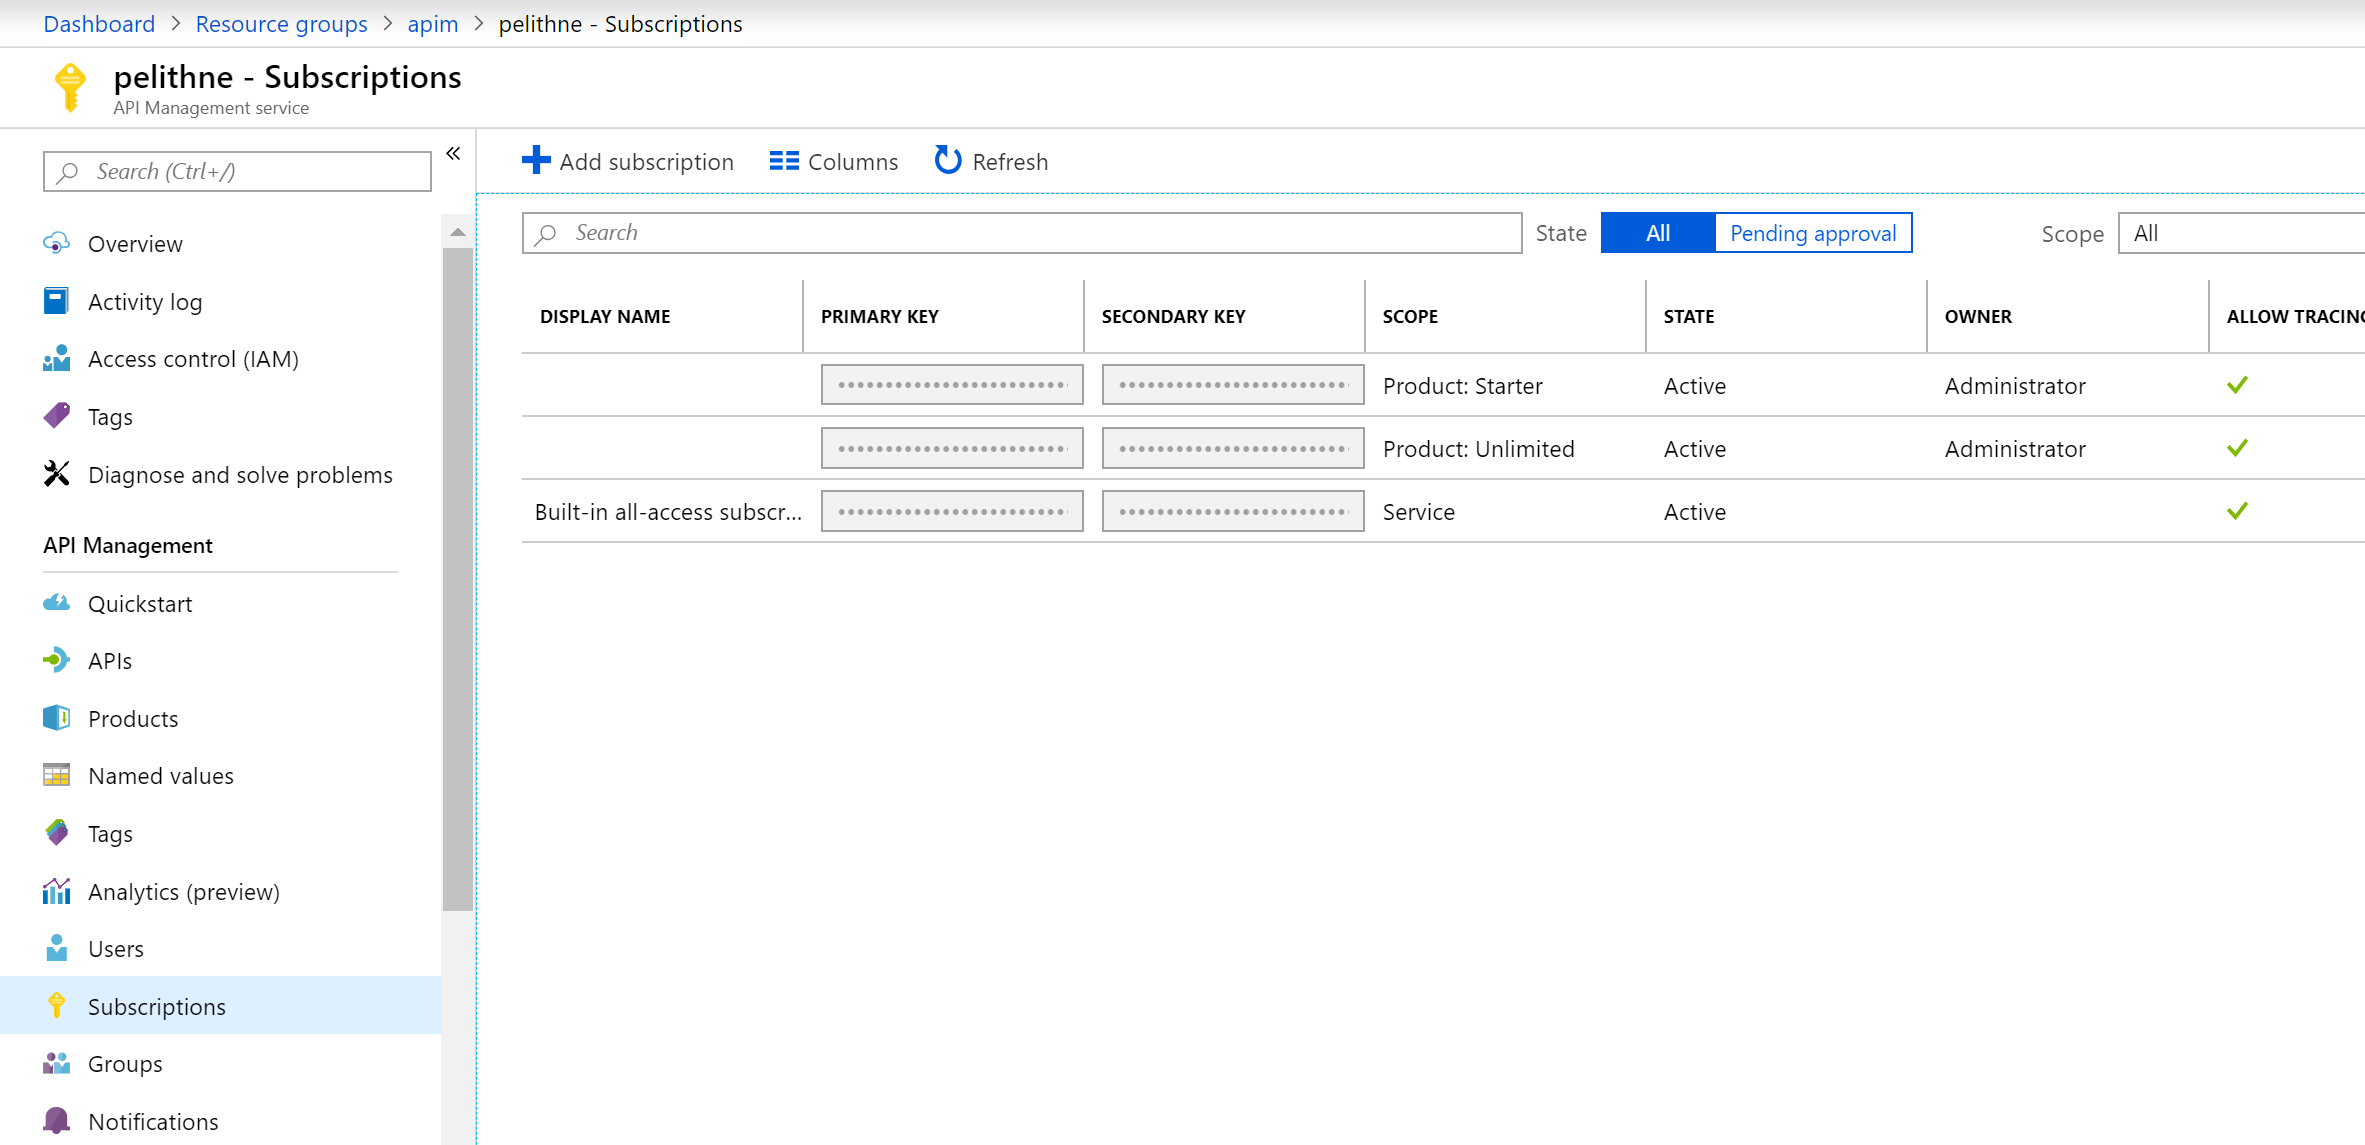 Dashboard > Resource groups > apim > pelithne - Subscriptions
pelithne - Subscriptions
API Management service
Search (Ctrl+/)
«
Overview
Activity log
Access control (IAM)
Tags
Diagnose and solve problems
API Management
Quickstart
APIs
Products
Named values
Tags
Analytics (preview)
Users
Subscriptions
Groups
Notifications
Add subscription Columns Refresh
Search State All Pending approval Scope All
DISPLAY NAME PRIMARY KEY SECONDARY KEY SCOPE STATE OWNER ALLOW TRACING
Product: Starter Active Administrator
Product: Unlimited Active Administrator
Built-in all-access subscr... Service Active